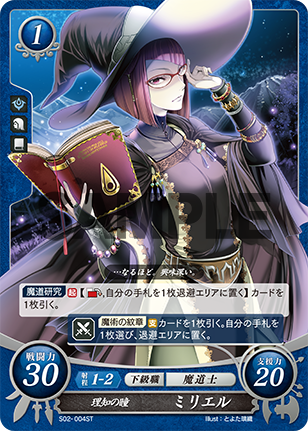 1
SAMPLE
…なるほど。興味深い。
魔道研究 起【 、自分の手札を1枚退避エリアに置く】カードを
1枚引く。
魔術の紋章 支 カードを1枚引く。自分の手札を
1枚選び、退避エリアに置く。
戦闘力 30
射程 1-2 下級職 魔道士
支援力 20
理知の瞳 ミリエル
S02-004ST
Illust：とよた瑣織